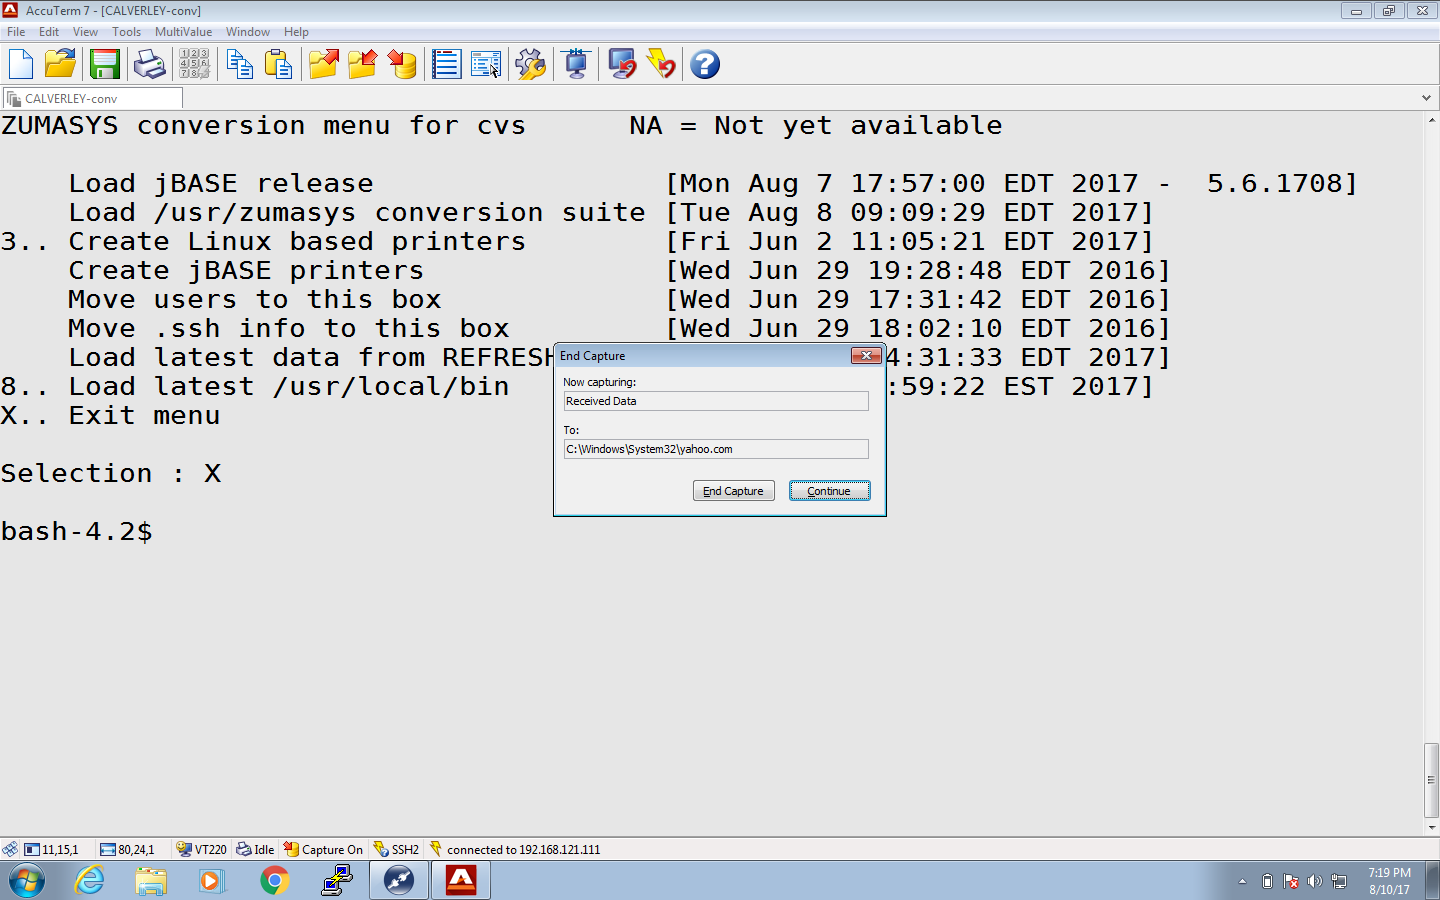 AccuTerm 7 - [CALVERLEY-conv]
File Edit View Tools MultiValue Window Help
CALVERLEY-conv
ZUMASYS conversion menu for cvs NA = Not yet available
Load jBASE release [Mon Aug 7 17:57:00 EDT 2017 - 5.6.1708]
Load /usr/zumasys conversion suite [Tue Aug 8 09:09:29 EDT 2017]
3.. Create Linux based printers [Fri Jun 2 11:05:21 EDT 2017]
Create jBASE printers [Wed Jun 29 19:28:48 EDT 2016]
Move users to this box [Wed Jun 29 17:31:42 EDT 2016]
Move .ssh info to this box [Wed Jun 29 18:02:10 EDT 2016]
Load latest data from REFRESH 4:31:33 EDT 2017]
8.. Load latest /usr/local/bin :59:22 EST 2017]
X.. Exit menu
Selection : X
bash-4.2$
End Capture
Now capturing:
Received Data
To:
C:\Windows\System32\yahoo.com
End Capture Continue
11,15,1 80,24,1 VT220 Idle Capture On SSH2 connected to 192.168.121.111
7:19 PM
8/10/17